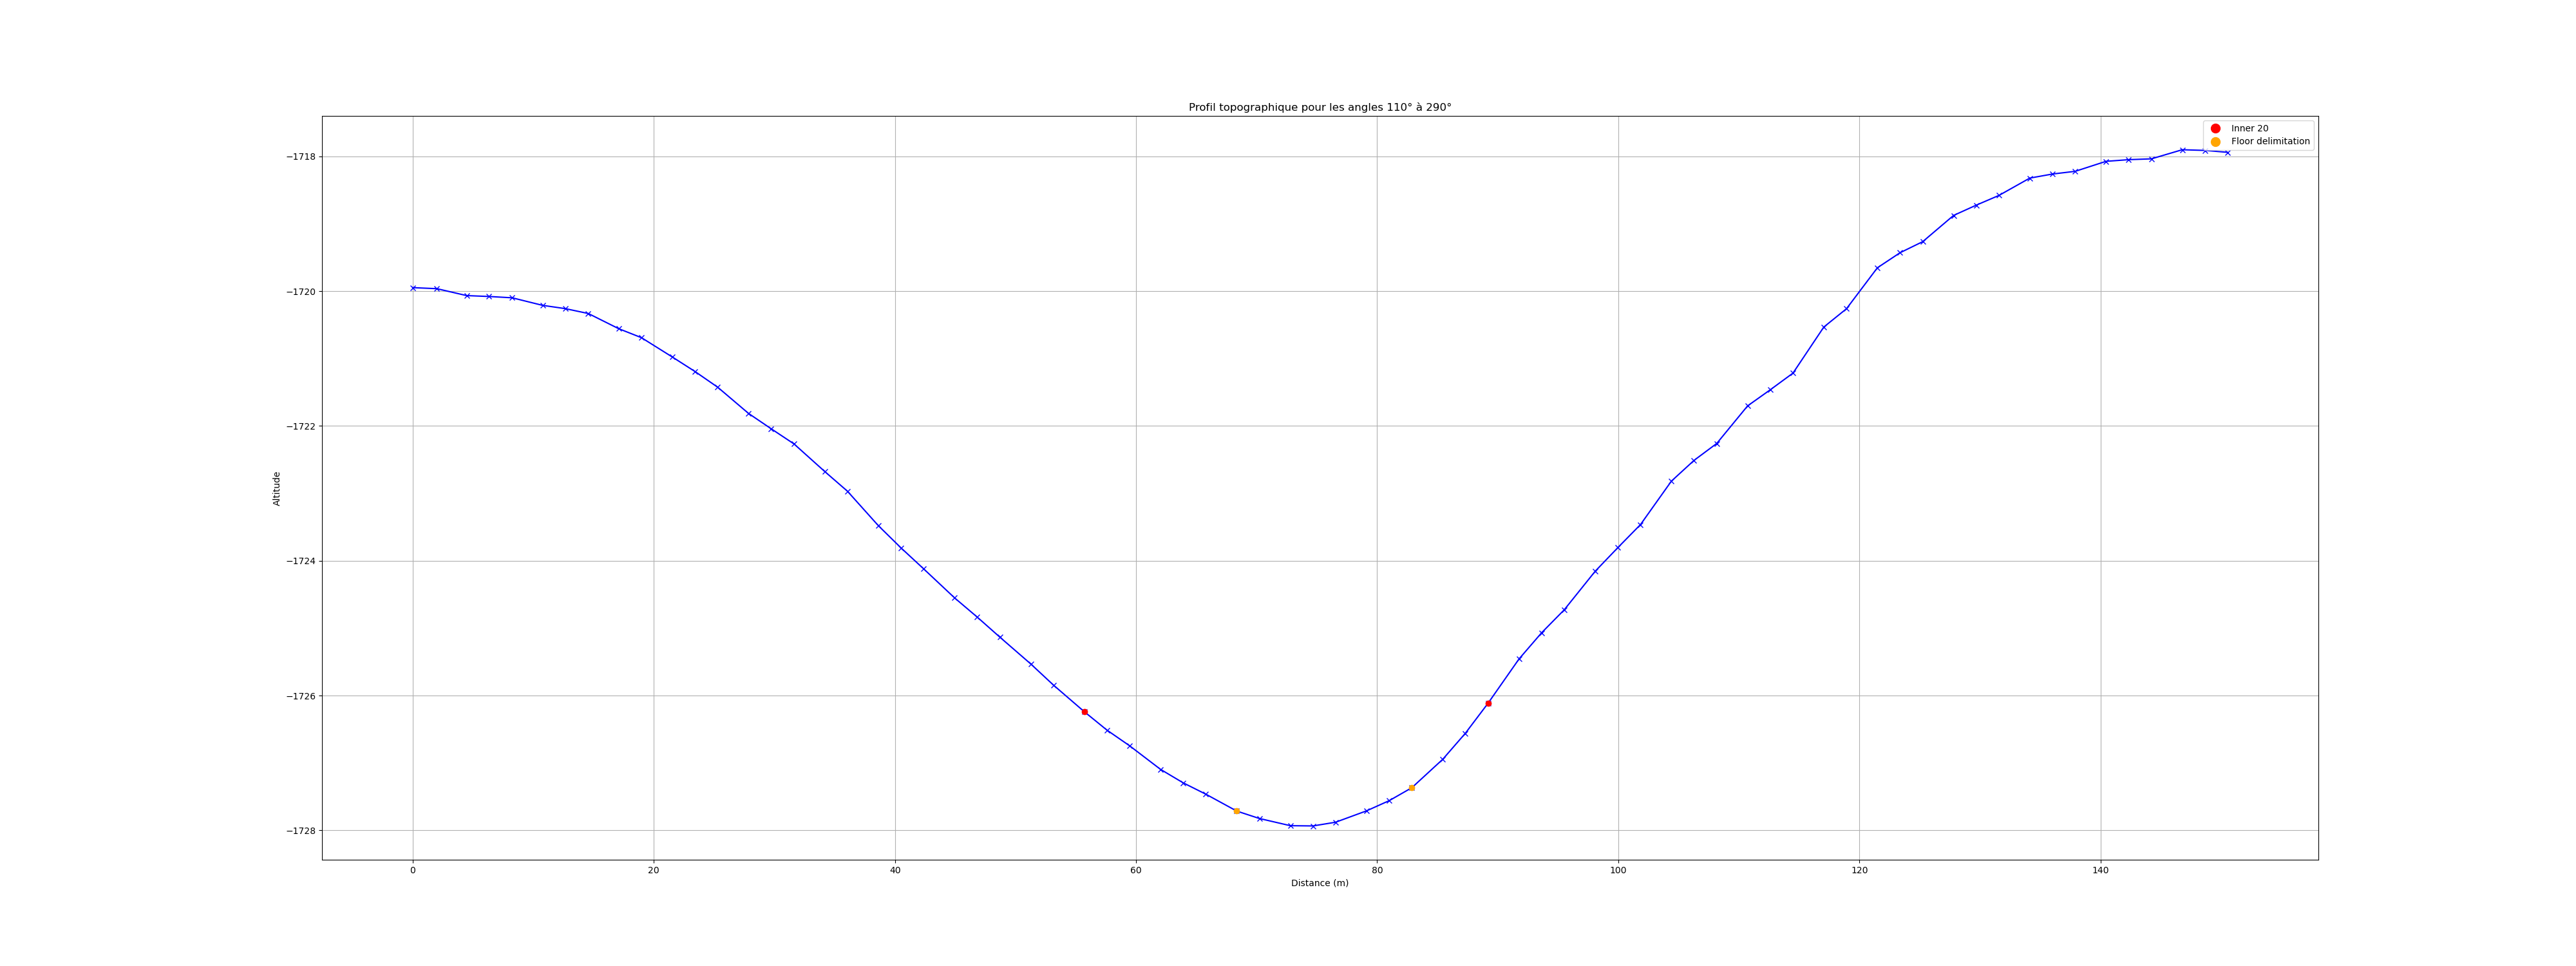 Profil topographique pour les angles 110° à 290°
Inner 20
Floor delimitation
−1718
−1720
−1722
−1724
−1726
−1728
Altitude
0 20 40 60 80 100 120 140
Distance (m)